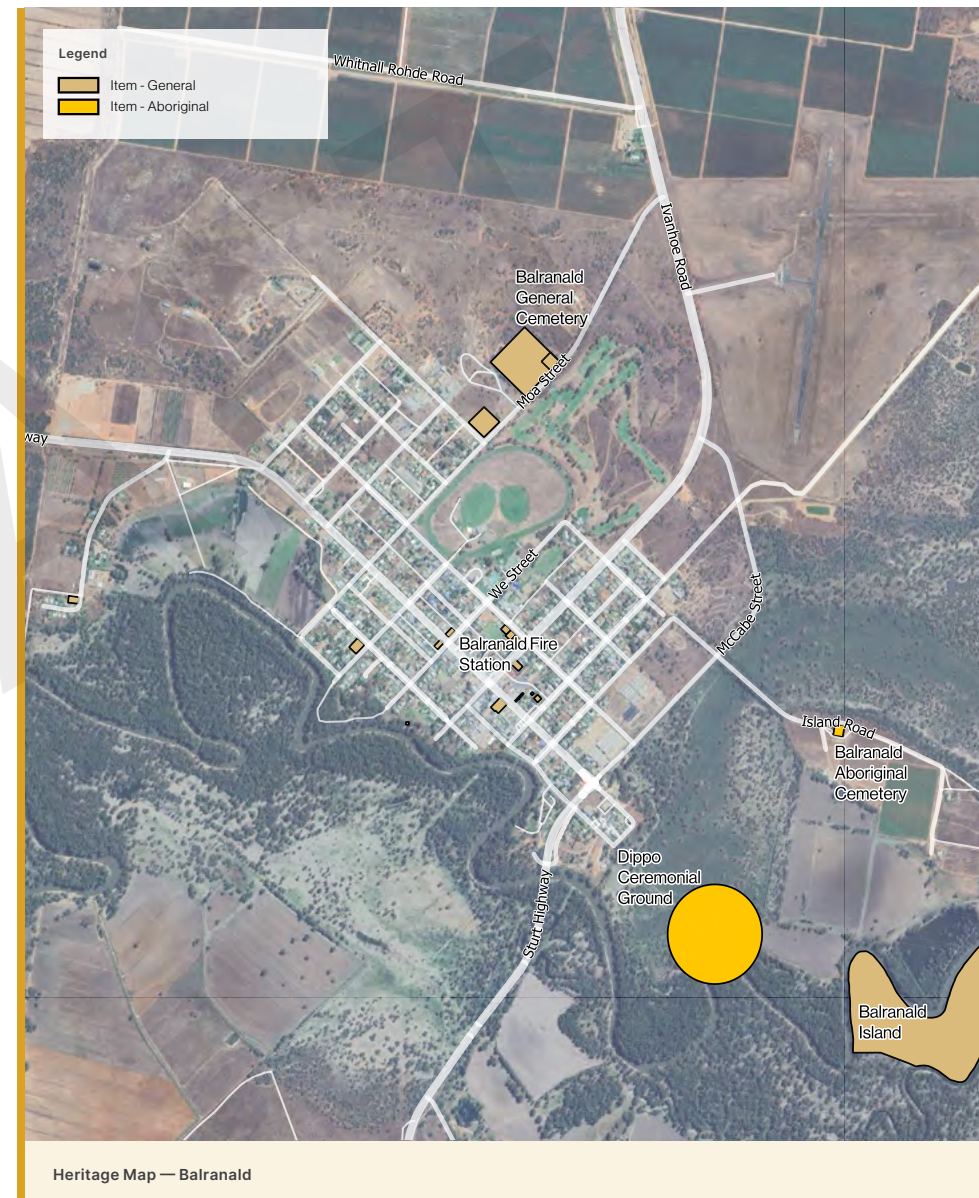 Legend
Item - General
Item - Aboriginal
Whitnall Rohde Road
Ivanhoe Road
Balranald
General
Cemetery
Moa Street
way
We Street
Balranald Fire
Station
McCabe Street
Island Road
Balranald
Aboriginal
Cemetery
Dippo
Ceremonial
Ground
Sturt Highway
Balranald
Island
Heritage Map — Balranald